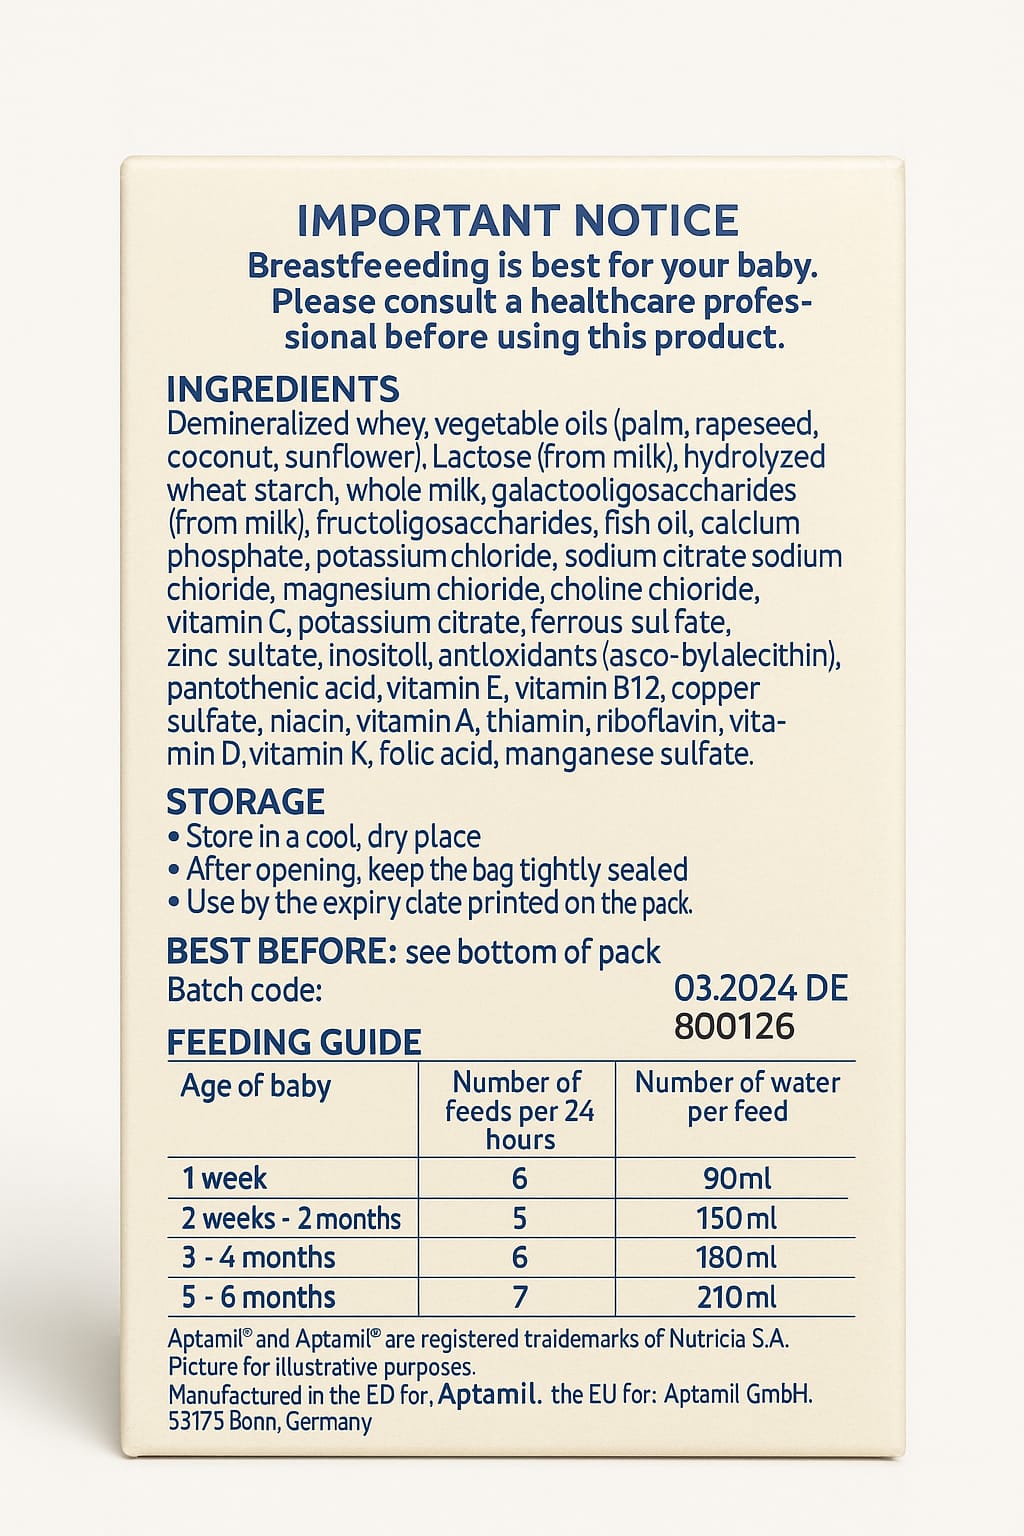 IMPORTANT NOTICE
Breastfeeeding is best for your baby.
Please consult a healthcare profes-
sional before using this product.
INGREDIENTS
Demineralized whey, vegetable oils (palm, rapeseed,
coconut, sunflower), Lactose (from milk), hydrolyzed
wheat starch, whole milk, galactooligosaccharides
(from milk), fructoligosaccharides, fish oil, calclum
phosphate, potassium chloride, sodium citrate sodium
chioride, magnesium chioride, choline chioride,
vitamin C, potassium citrate, ferrous sul fate,
zinc sultate, inositoll, antloxidants (asco-bylalecithin),
pantothenic acid, vitamin E, vitamin B12, copper
sulfate, niacin, vitamin A, thiamin, riboflavin, vita-
min D, vitamin K, folic acid, manganese sulfate.
STORAGE
• Store in a cool, dry place
• After opening, keep the bag tightly sealed
• Use by the expiry clate printed on the pack.
BEST BEFORE: see bottom of pack
Batch code: 03.2024 DE
800126
FEEDING GUIDE
Age of baby Number of feeds per 24 hours Number of water per feed
1 week 6 90ml
2 weeks - 2 months 5 150ml
3 - 4 months 6 180ml
5 - 6 months 7 210ml
Aptamil® and Aptamil® are registered traidemarks of Nutricia S.A.
Picture for illustrative purposes.
Manufactured in the ED for, Aptamil. the EU for: Aptamil GmbH.
53175 Bonn, Germany